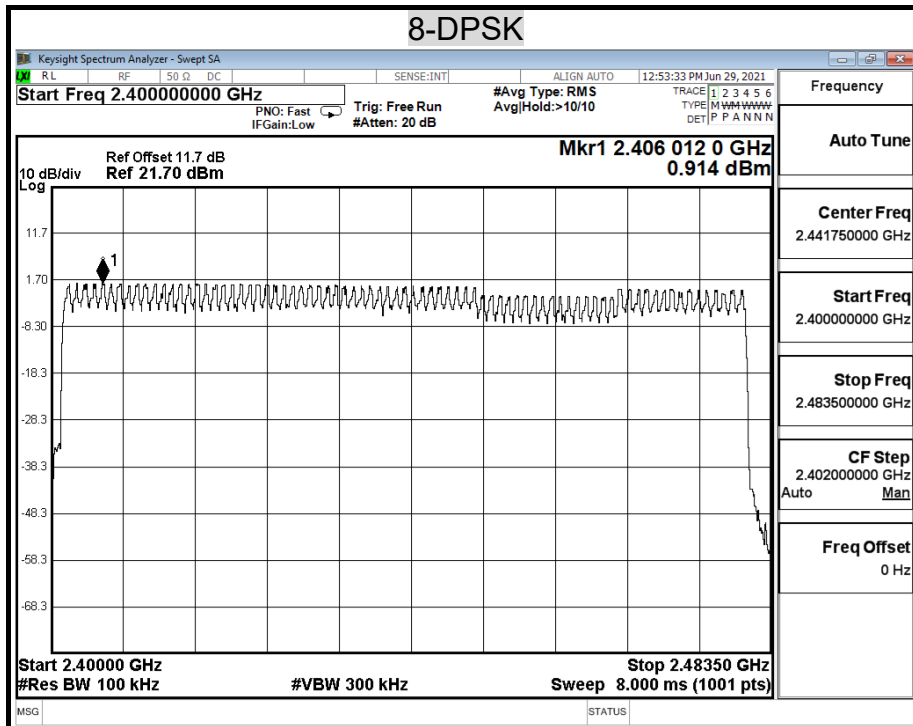 8-DPSK
Keysight Spectrum Analyzer - Swept SA
LXI RL RF 50 Ω DC SENSE:INT ALIGN AUTO 12:53:33 PM Jun 29, 2021
Start Freq 2.400000000 GHz
PNO: Fast
IFGain:Low
Trig: Free Run
#Atten: 20 dB
#Avg Type: RMS
Avg|Hold:>10/10
TRACE 1 2 3 4 5 6
TYPE M WM WWWW
DET P P A N N N
Ref Offset 11.7 dB
10 dB/div Ref 21.70 dBm
Log
Mkr1 2.406 012 0 GHz
0.914 dBm
11.7
1
1.70
-8.30
-18.3
-28.3
-38.3
-48.3
-58.3
-68.3
Start 2.40000 GHz Stop 2.48350 GHz
#Res BW 100 kHz #VBW 300 kHz Sweep 8.000 ms (1001 pts)
MSG STATUS
Frequency
Auto Tune
Center Freq
2.441750000 GHz
Start Freq
2.400000000 GHz
Stop Freq
2.483500000 GHz
CF Step
2.402000000 GHz
Auto Man
Freq Offset
0 Hz